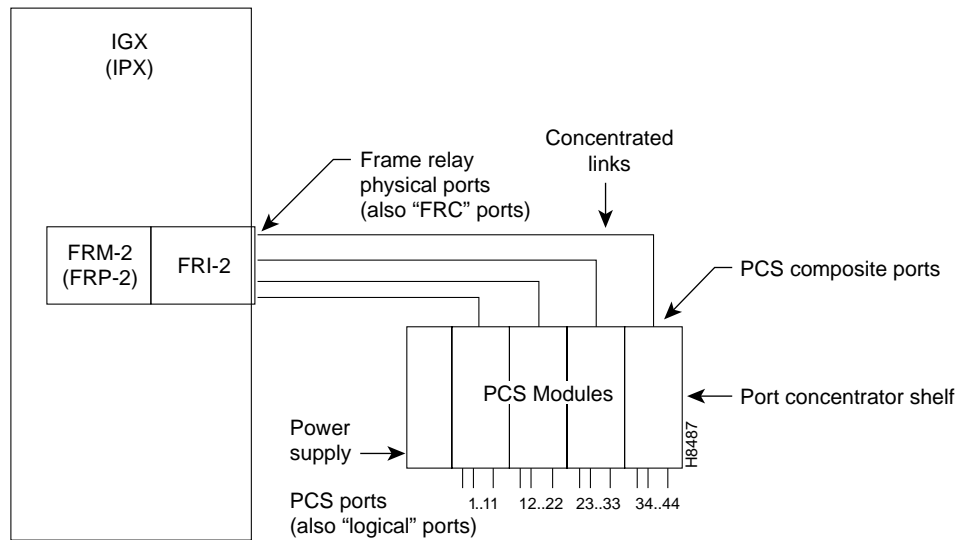 IGX
(IPX)
Concentrated
links
Frame relay
physical ports
(also “FRC” ports)
FRM-2
(FRP-2)
FRI-2
PCS composite ports
PCS Modules
Port concentrator shelf
H8487
Power
supply
PCS ports
(also “logical” ports)
1..11
12..22
23..33
34..44